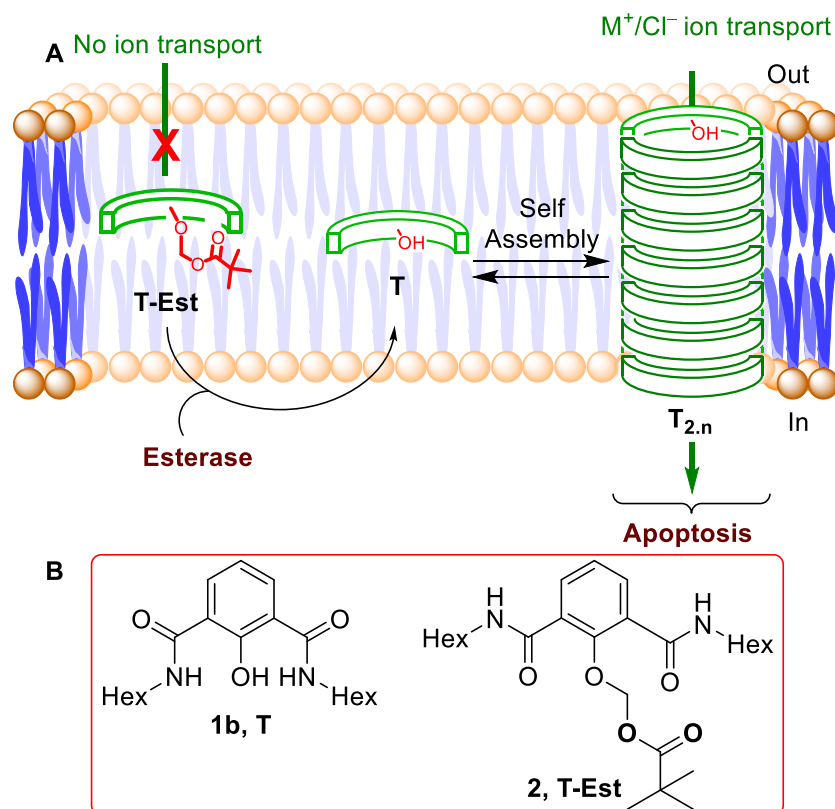 A
No ion transport
M⁺/Cl⁻ ion transport
Out
X
OH
O
O
O
T-Est
OH
T
Self
Assembly
T₂.ₙ
In
Esterase
Apoptosis
B
O
O
NH
OH
HN
Hex
Hex
1b, T
H
N
Hex
O
O
H
N
Hex
O
O
O
2, T-Est